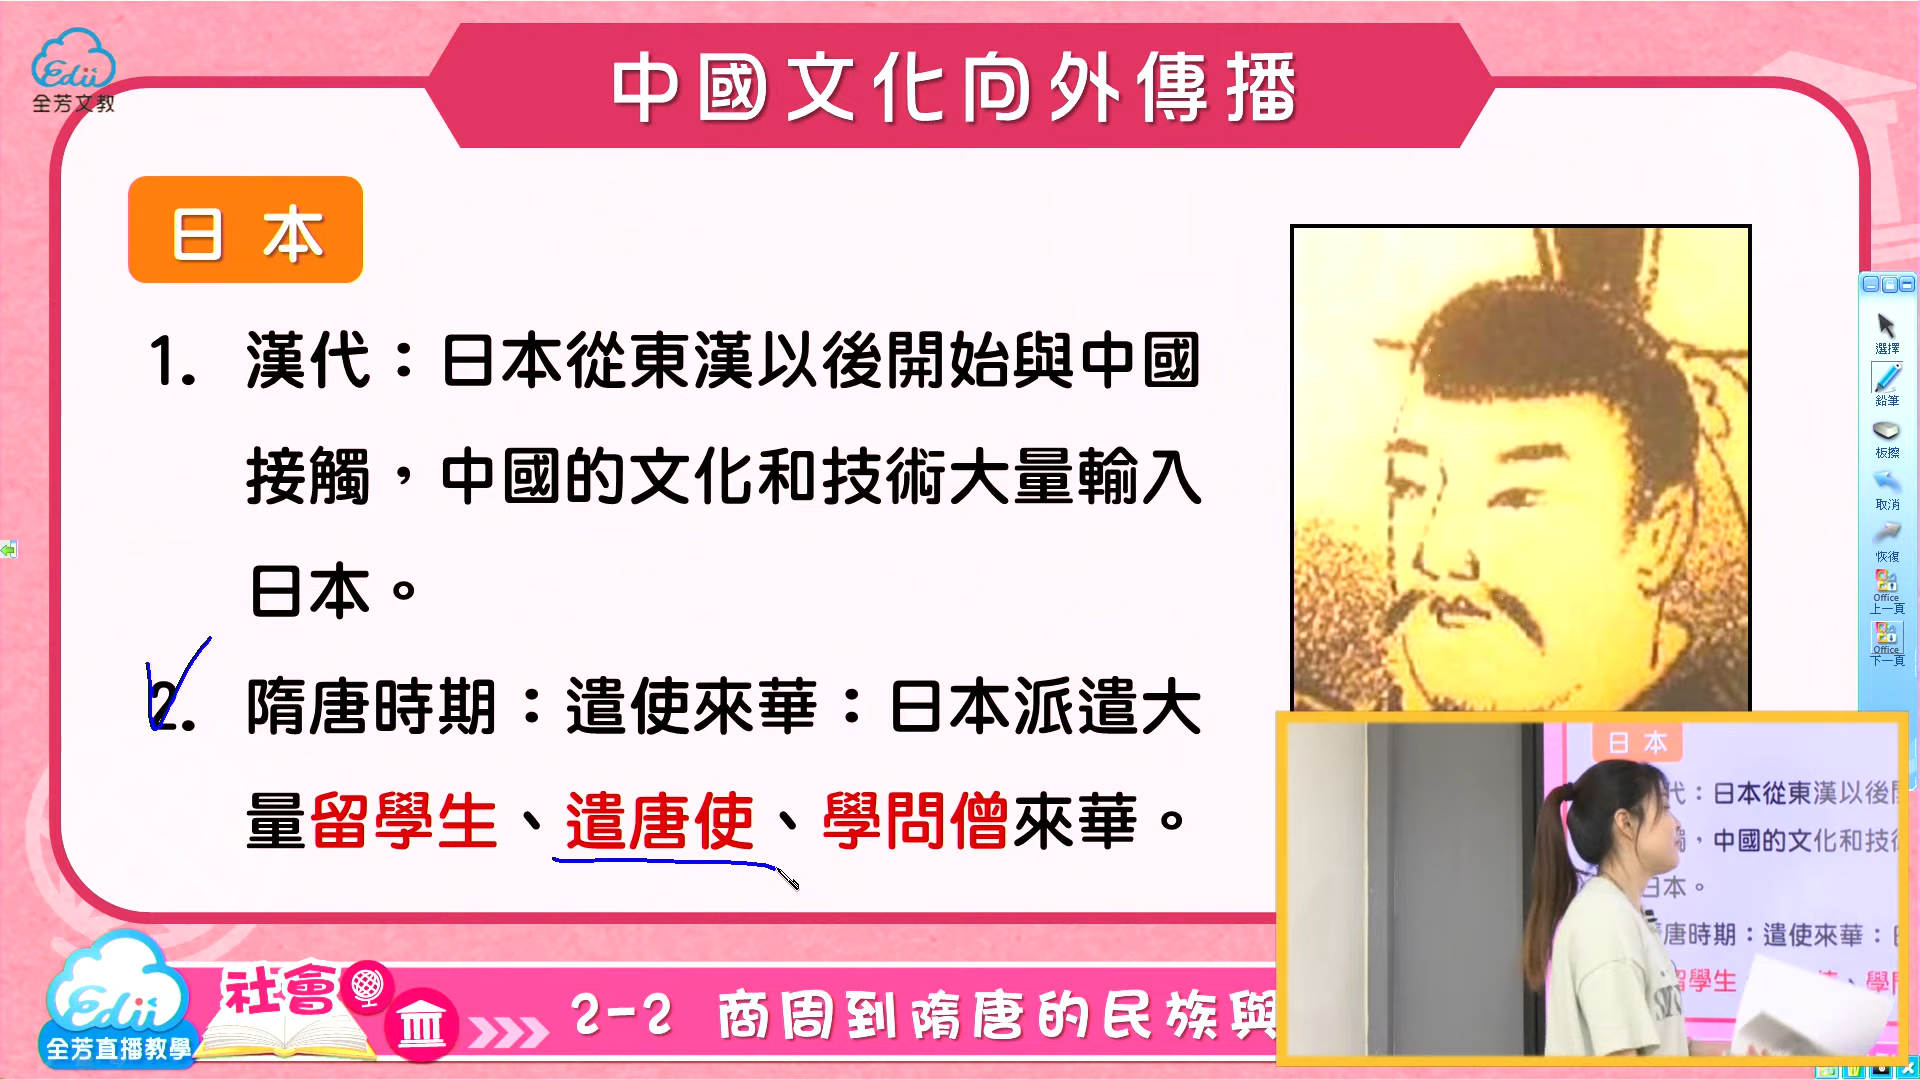 Edii
全芳文教
中國文化向外傳播
日本
1. 漢代：日本從東漢以後開始與中國
接觸，中國的文化和技術大量輸入
日本。
2. 隋唐時期：遣使來華：日本派遣大
量留學生、遣唐使、學問僧來華。
選擇
鉛筆
板擦
取消
恢復
Office
上一頁
Office
下一頁
日本
代：日本從東漢以後
，中國的文化和技
日本。
唐時期：遣使來華：
學生
、學
Edii
全芳直播教學
社會
2-2 商周到隋唐的民族與